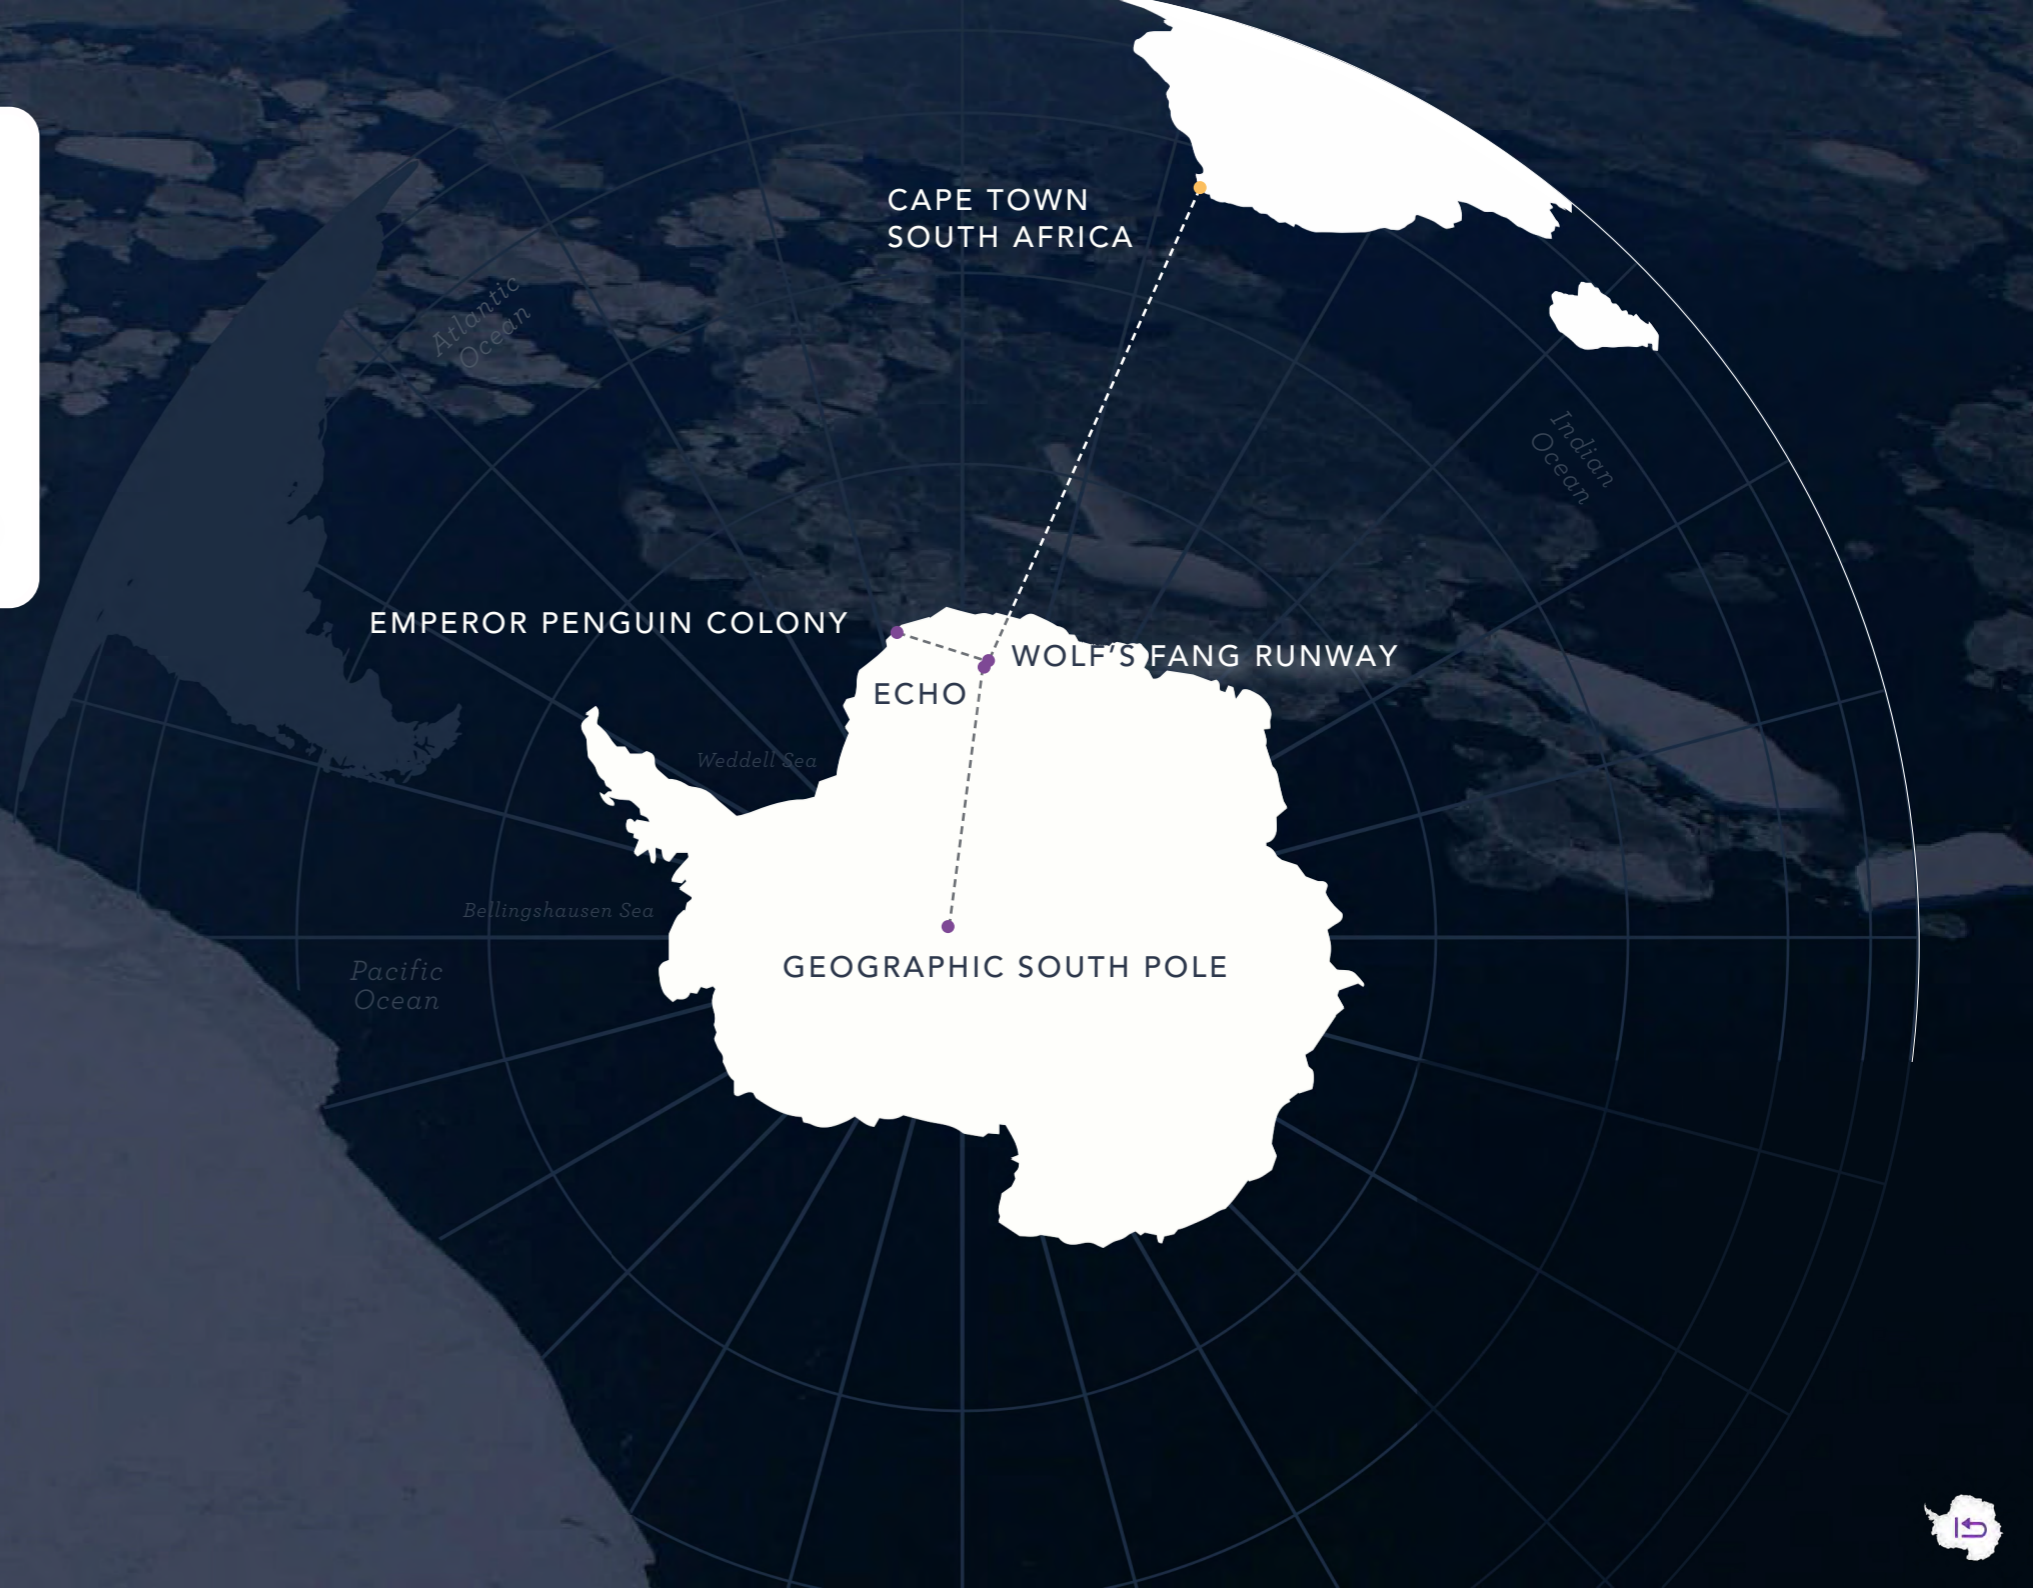 CAPE TOWN
SOUTH AFRICA
Atlantic
Ocean
Indian
Ocean
EMPEROR PENGUIN COLONY
WOLF'S FANG RUNWAY
ECHO
Weddell Sea
Bellingshausen Sea
Pacific
Ocean
GEOGRAPHIC SOUTH POLE